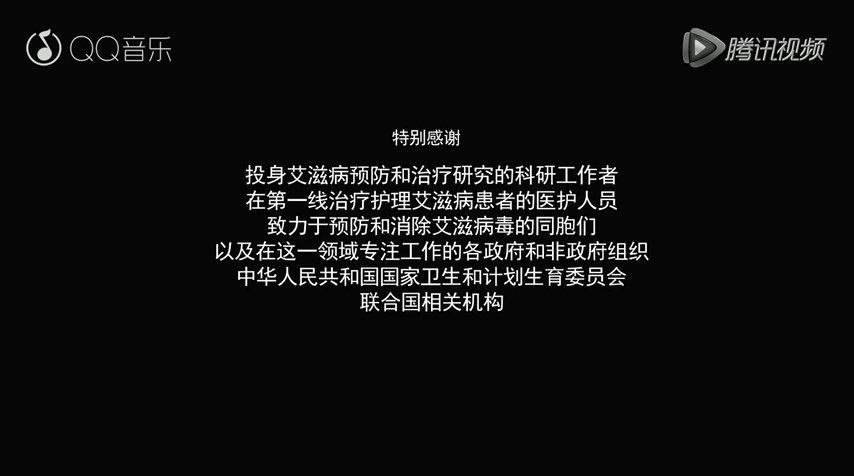 QQ音乐
腾讯视频
特别感谢
投身艾滋病预防和治疗研究的科研工作者
在第一线治疗护理艾滋病患者的医护人员
致力于预防和消除艾滋病毒的同胞们
以及在这一领域专注工作的各政府和非政府组织
中华人民共和国国家卫生和计划生育委员会
联合国相关机构